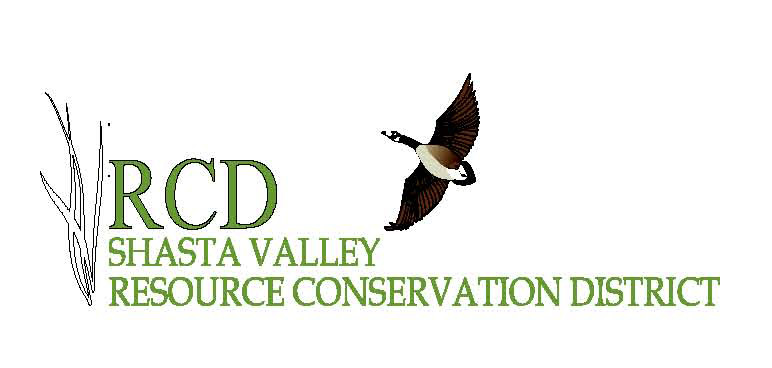 RCD
SHASTA VALLEY
RESOURCE CONSERVATION DISTRICT